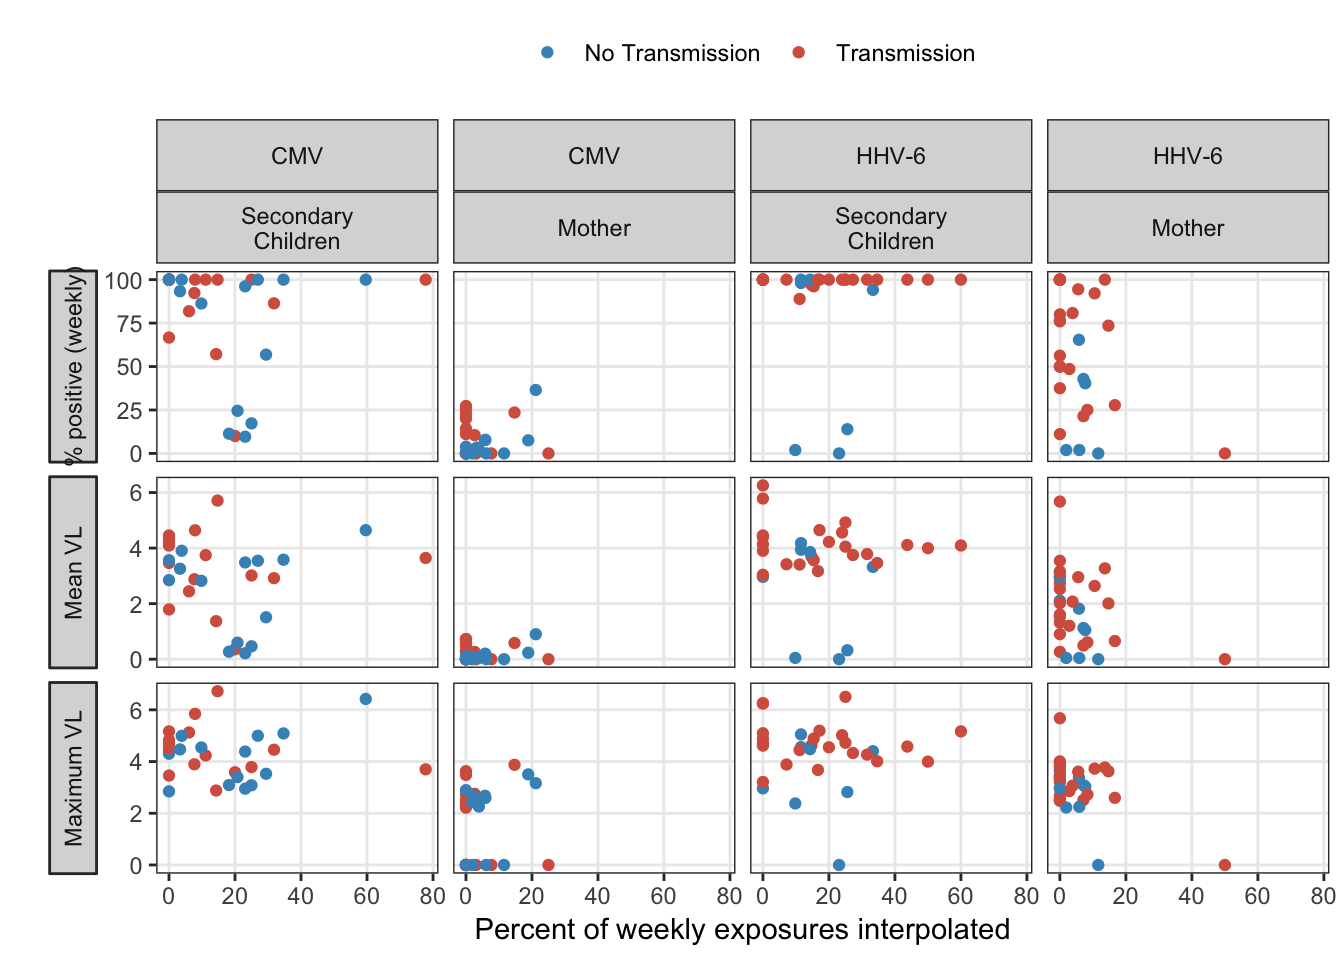 No Transmission Transmission
CMV CMV HHV-6 HHV-6
Secondary
Children
Mother
Secondary
Children
Mother
% positive (weekly)
100
75
50
25
0
Mean VL
6
4
2
0
Maximum VL
6
4
2
0
0 20 40 60 80 0 20 40 60 80 0 20 40 60 80 0 20 40 60 80
Percent of weekly exposures interpolated